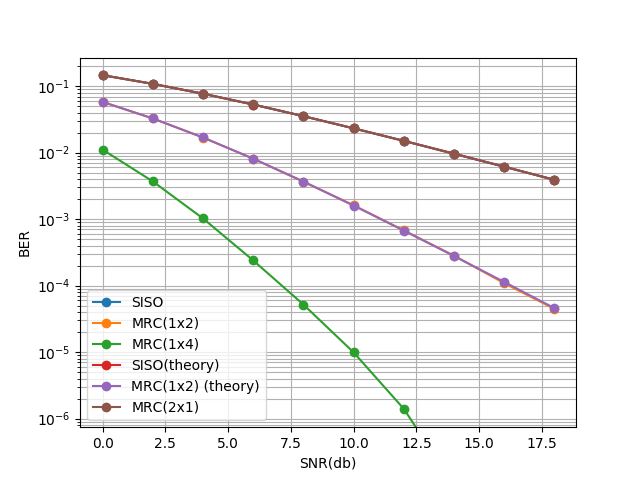 10⁻¹
10⁻²
10⁻³
10⁻⁴
10⁻⁵
10⁻⁶
BER
SISO
MRC(1x2)
MRC(1x4)
SISO(theory)
MRC(1x2) (theory)
MRC(2x1)
0.0 2.5 5.0 7.5 10.0 12.5 15.0 17.5
SNR(db)